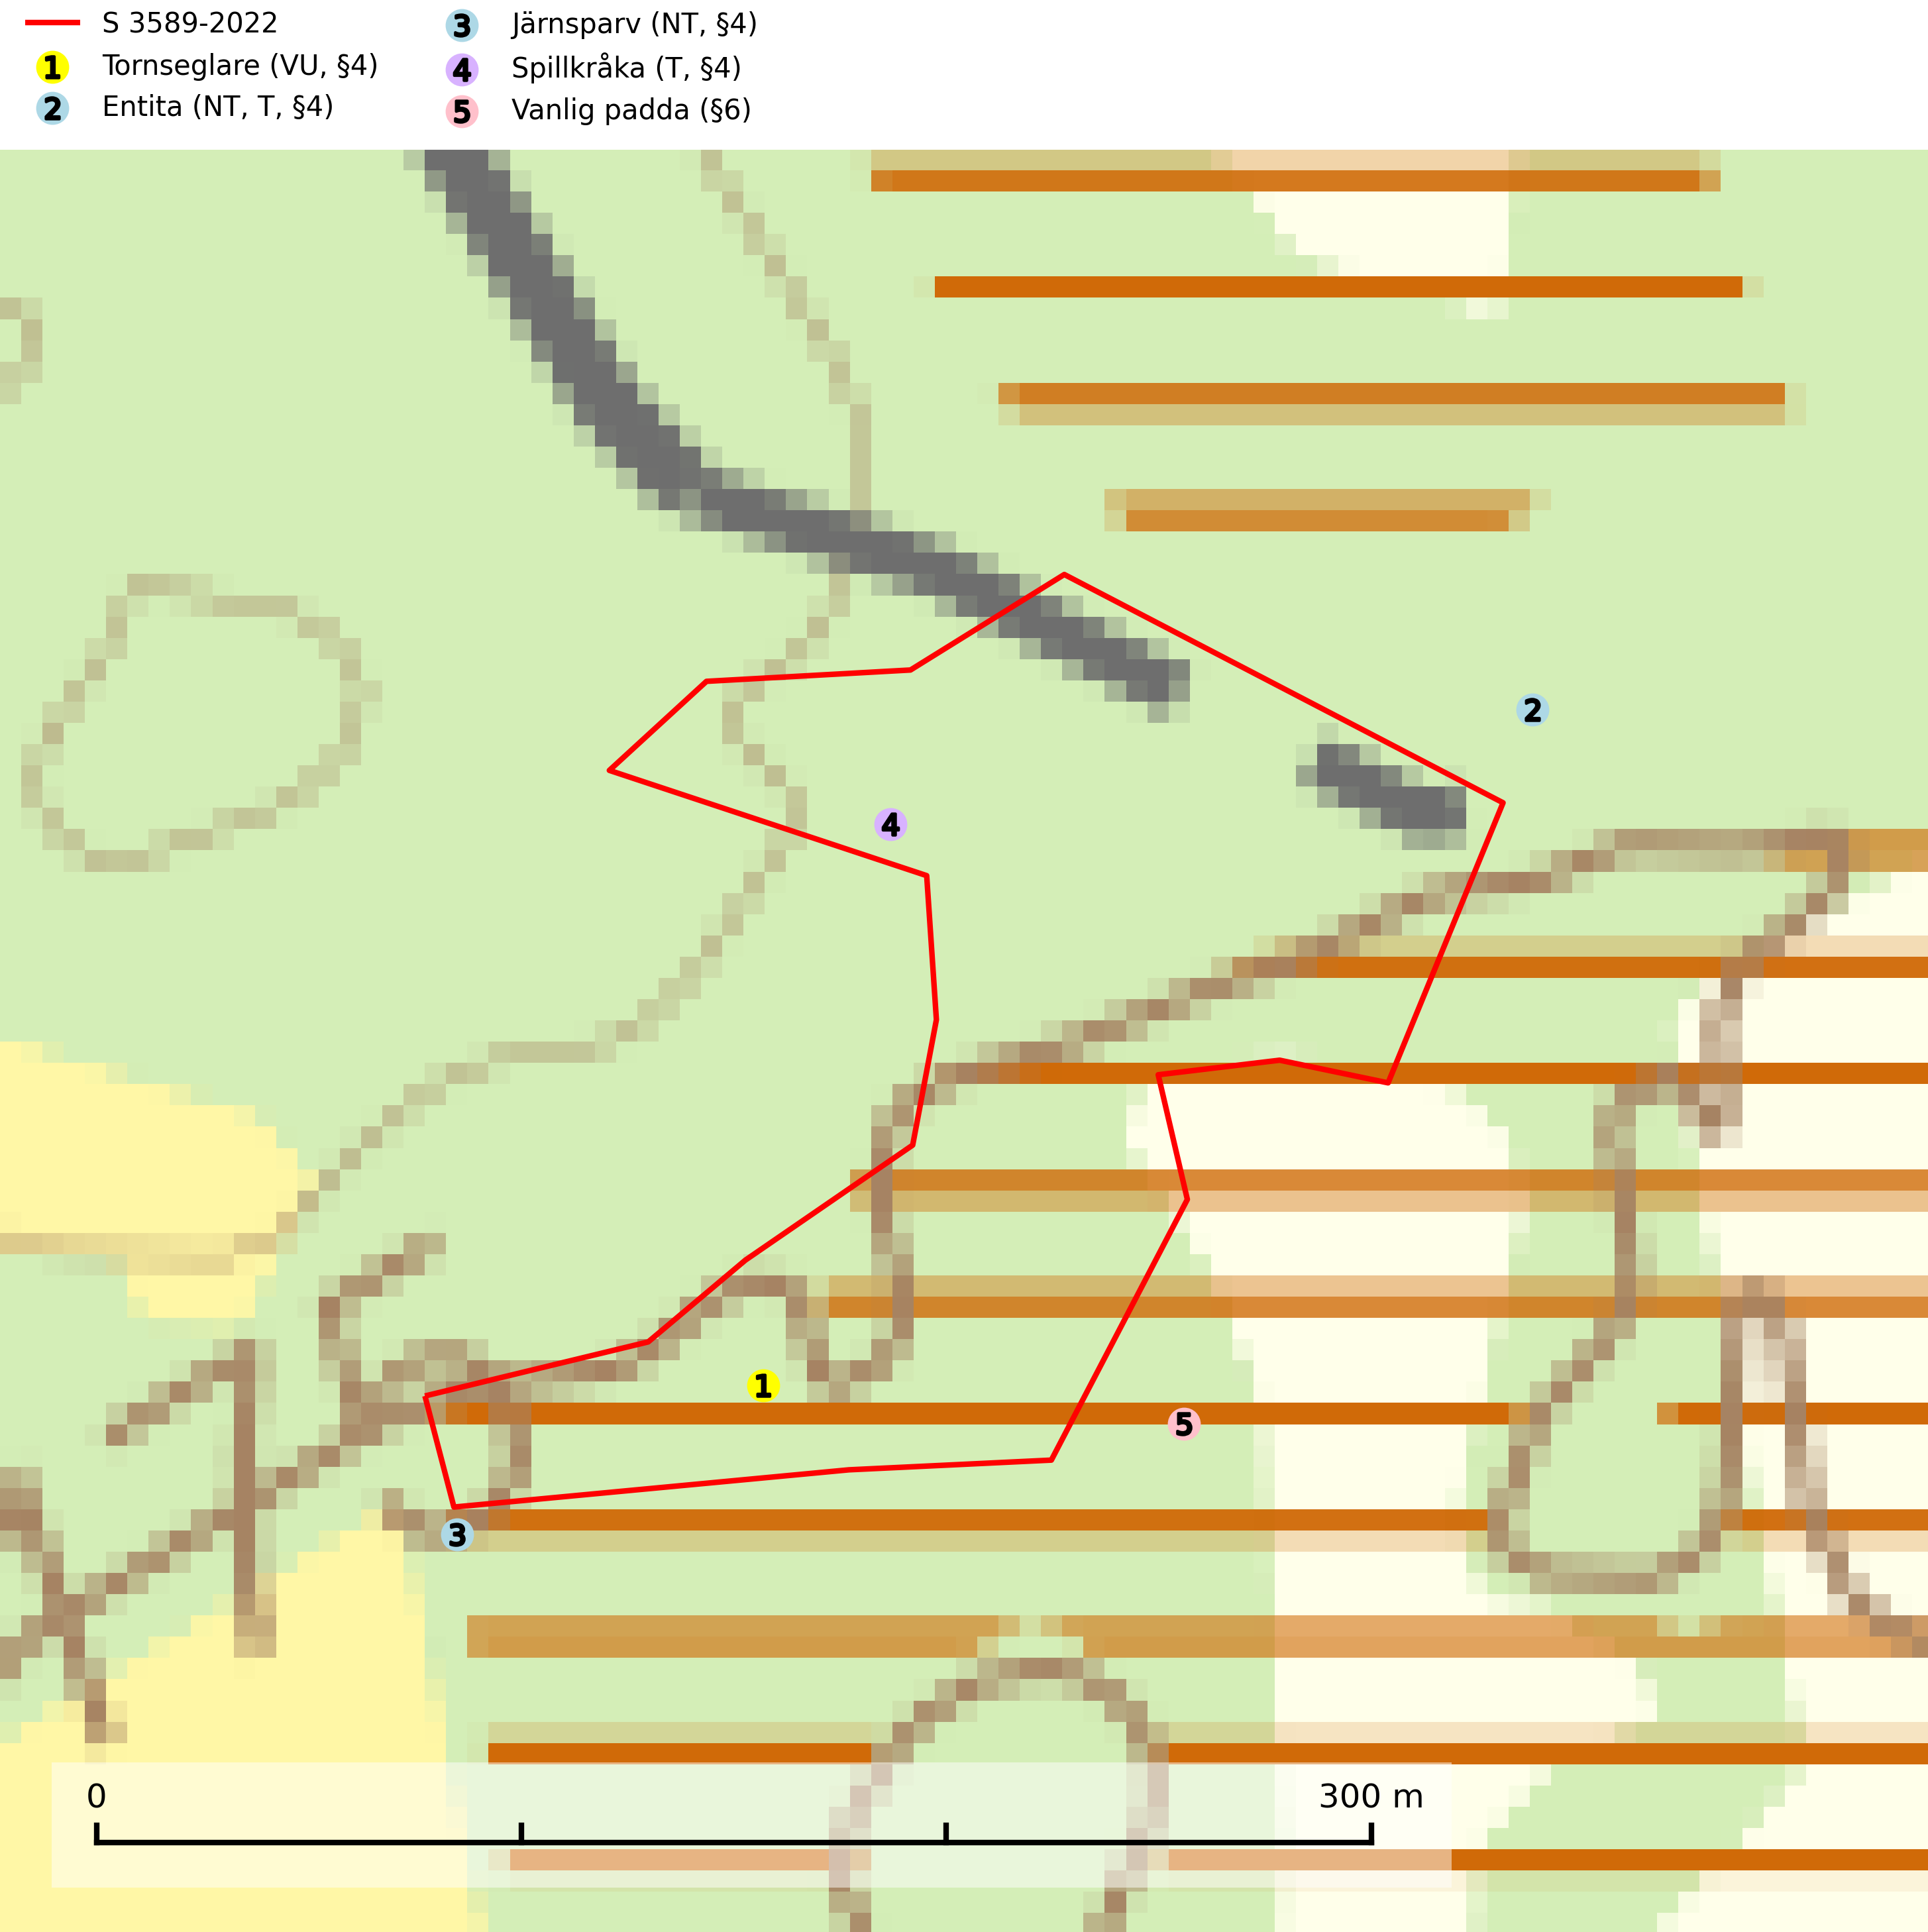 S 3589-2022
1 Tornseglare (VU, §4)
2 Entita (NT, T, §4)
3 Järnsparv (NT, §4)
4 Spillkråka (T, §4)
5 Vanlig padda (§6)
2
4
1
5
3
0 300 m